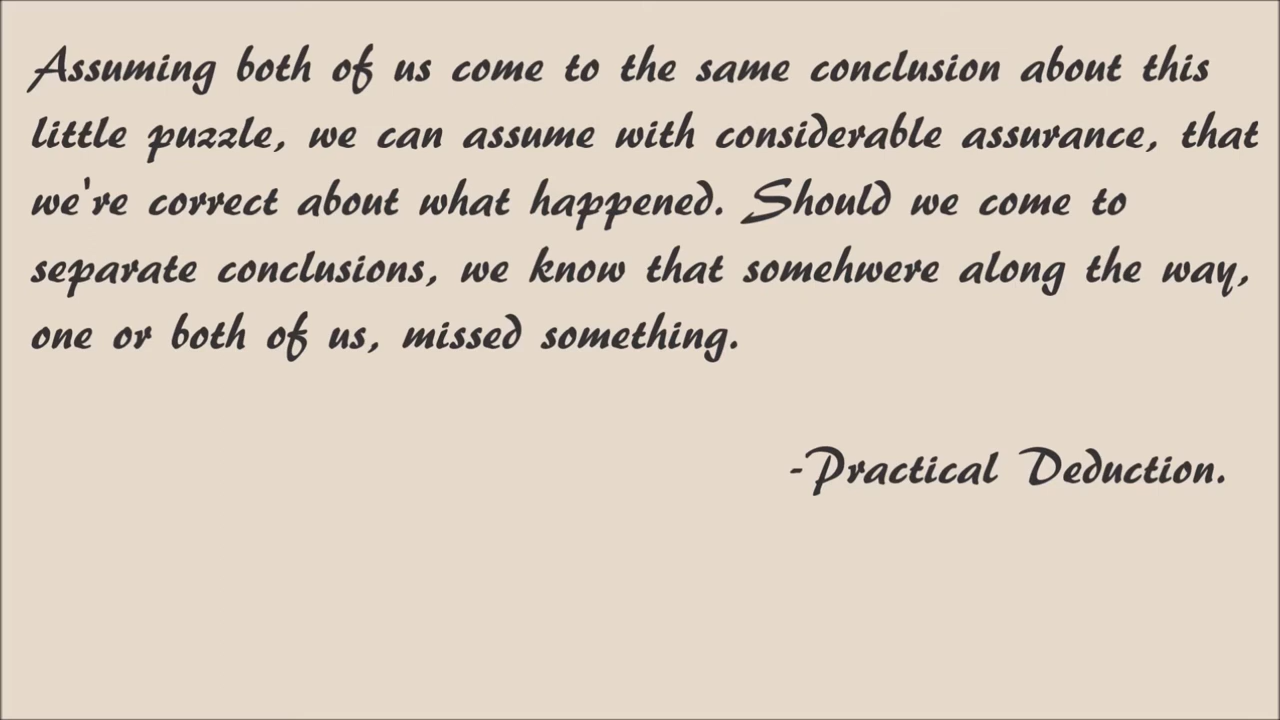 Assuming both of us come to the same conclusion about this
little puzzle, we can assume with considerable assurance, that
we're correct about what happened. Should we come to
separate conclusions, we know that somehwere along the way,
one or both of us, missed something.
-Practical Deduction.